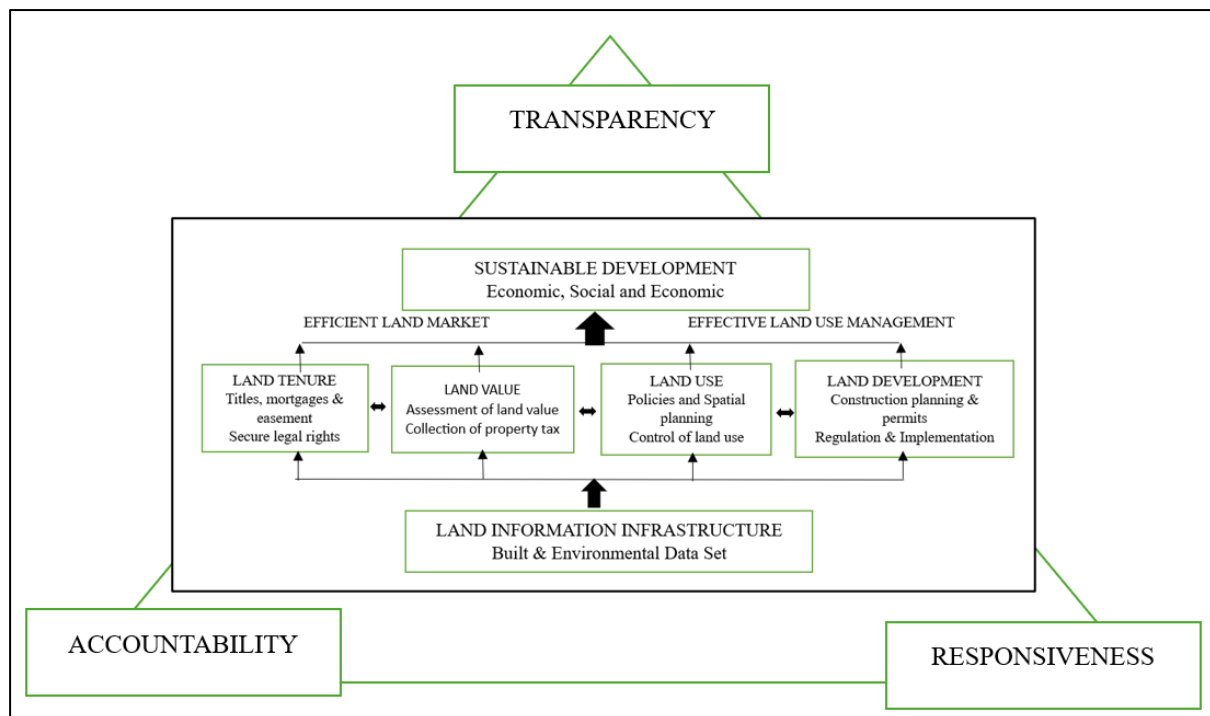 TRANSPARENCY
SUSTAINABLE DEVELOPMENT
Economic, Social and Economic
EFFICIENT LAND MARKET
EFFECTIVE LAND USE MANAGEMENT
LAND TENURE
Titles, mortgages &
easement
Secure legal rights
LAND VALUE
Assessment of land value
Collection of property tax
LAND USE
Policies and Spatial
planning
Control of land use
LAND DEVELOPMENT
Construction planning &
permits
Regulation & Implementation
LAND INFORMATION INFRASTRUCTURE
Built & Environmental Data Set
ACCOUNTABILITY
RESPONSIVENESS